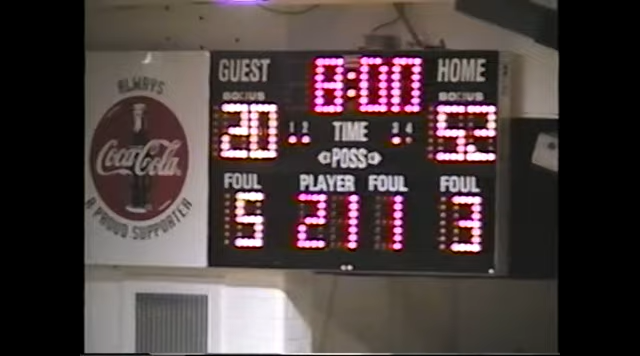 ALWAYS
Coca-Cola
A PROUD SUPPORTER
GUEST 8:00 HOME
BONUS BONUS
20 1 2 TIME 3 4 52
POSS
FOUL PLAYER FOUL FOUL
5 21 1 3